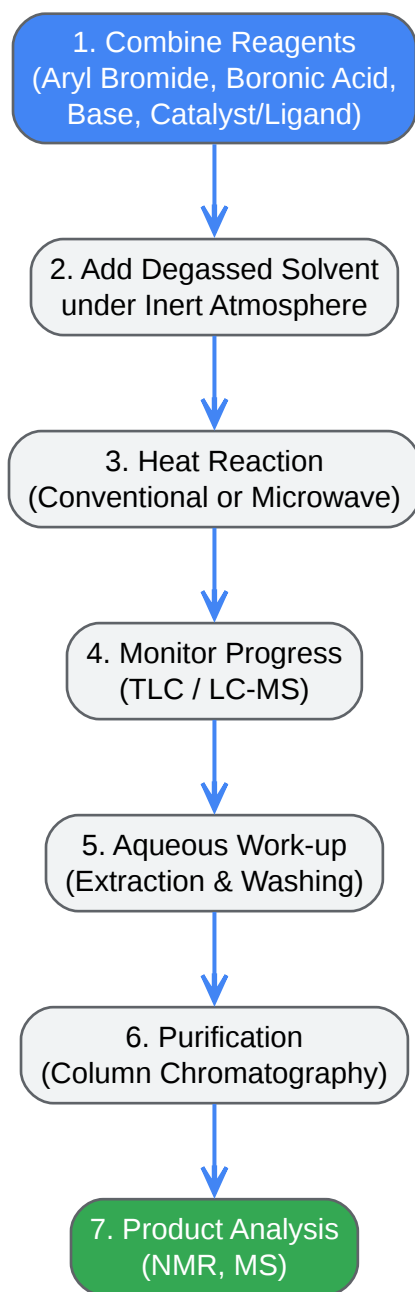 1. Combine Reagents
(Aryl Bromide, Boronic Acid,
Base, Catalyst/Ligand)
2. Add Degassed Solvent
under Inert Atmosphere
3. Heat Reaction
(Conventional or Microwave)
4. Monitor Progress
(TLC / LC-MS)
5. Aqueous Work-up
(Extraction & Washing)
6. Purification
(Column Chromatography)
7. Product Analysis
(NMR, MS)